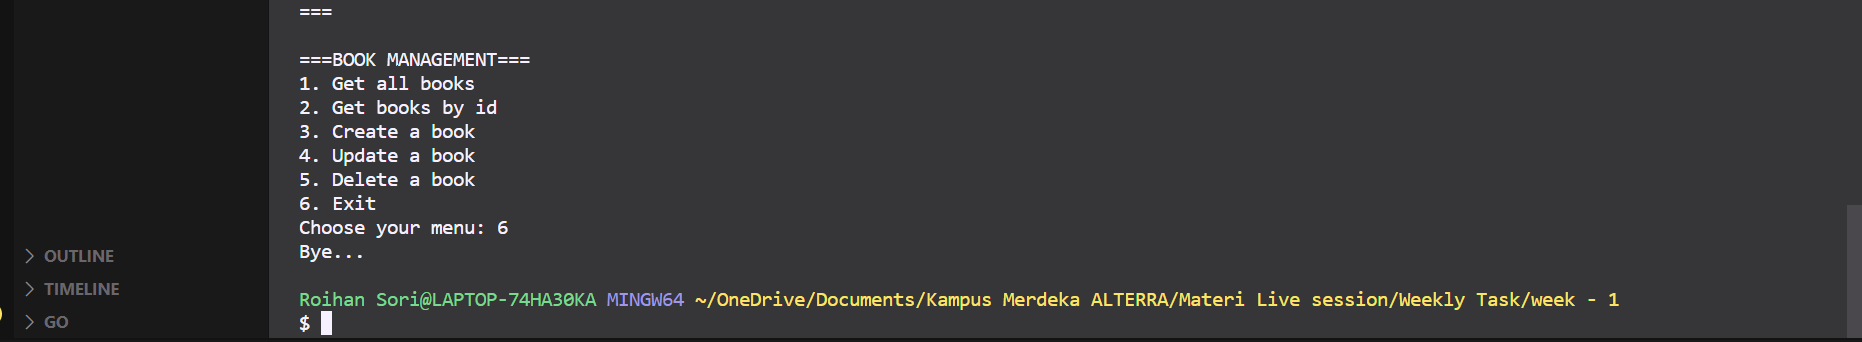 ===
===BOOK MANAGEMENT===
1. Get all books
2. Get books by id
3. Create a book
4. Update a book
5. Delete a book
6. Exit
Choose your menu: 6
Bye...
Roihan Sori@LAPTOP-74HA30KA MINGW64 ~/OneDrive/Documents/Kampus Merdeka ALTERRA/Materi Live session/Weekly Task/week - 1
$
OUTLINE
TIMELINE
GO